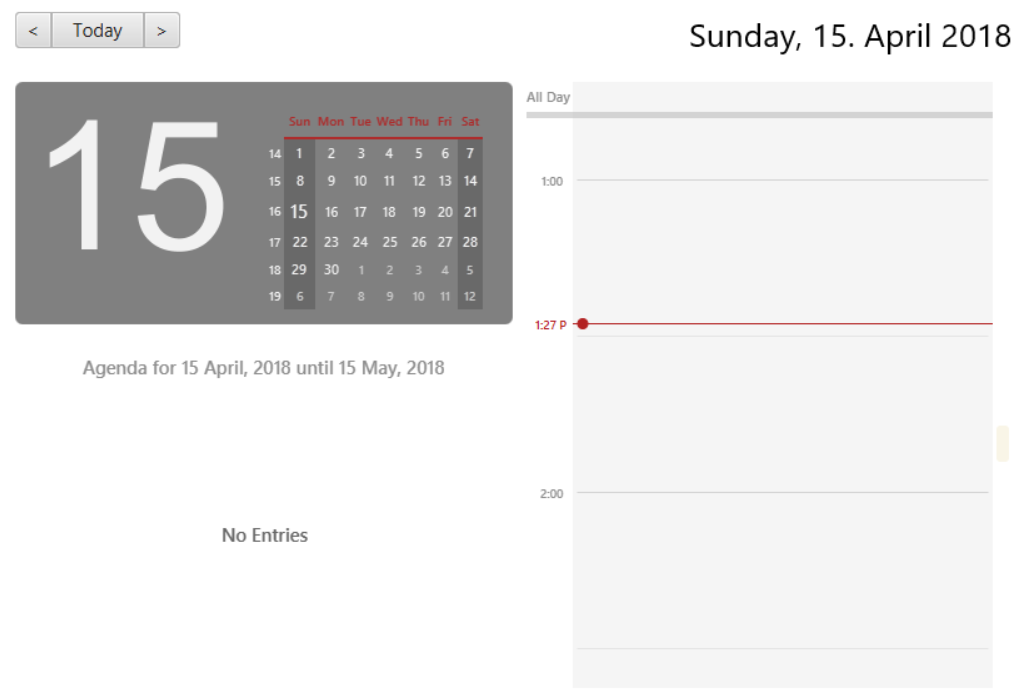 < Today >
Sunday, 15. April 2018
15
Sun Mon Tue Wed Thu Fri Sat
14 1 2 3 4 5 6 7
15 8 9 10 11 12 13 14
16 15 16 17 18 19 20 21
17 22 23 24 25 26 27 28
18 29 30 1 2 3 4 5
19 6 7 8 9 10 11 12
Agenda for 15 April, 2018 until 15 May, 2018
No Entries
All Day
1:00
1:27 P
2:00